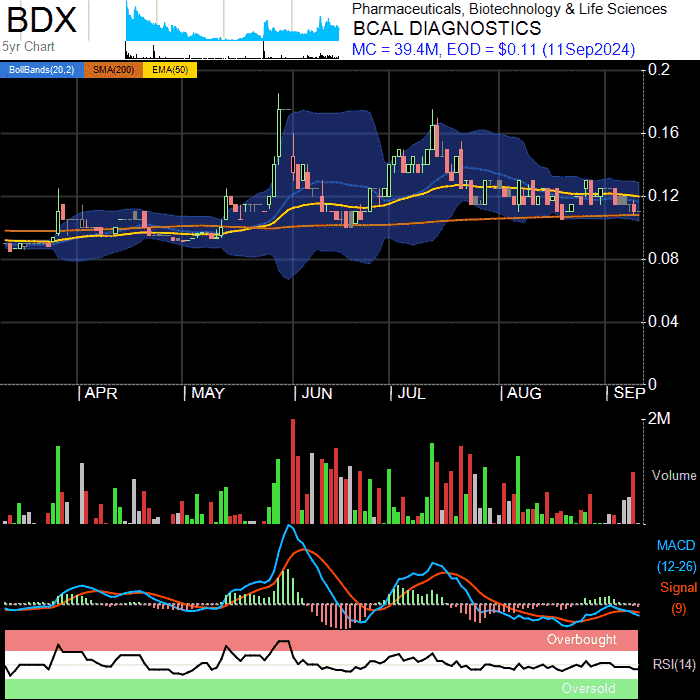 BDX
5yr Chart
Pharmaceuticals, Biotechnology & Life Sciences
BCAL DIAGNOSTICS
MC = 39.4M, EOD = $0.11 (11Sep2024)
BollBands(20,2) SMA(200) EMA(50)
0.2
0.16
0.12
0.08
0.04
0
APR MAY JUN JUL AUG SEP
2M
Volume
MACD
(12-26)
Signal
(9)
Overbought
RSI(14)
Oversold